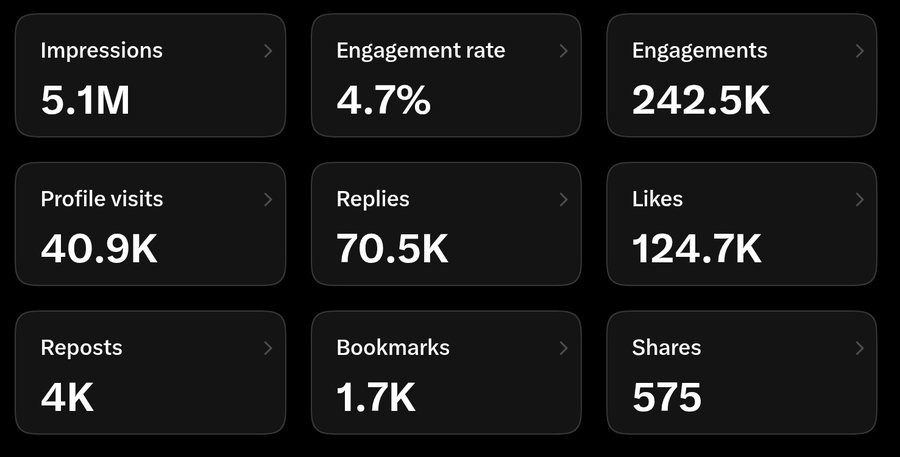 Impressions
5.1M
Engagement rate
4.7%
Engagements
242.5K
Profile visits
40.9K
Replies
70.5K
Likes
124.7K
Reposts
4K
Bookmarks
1.7K
Shares
575